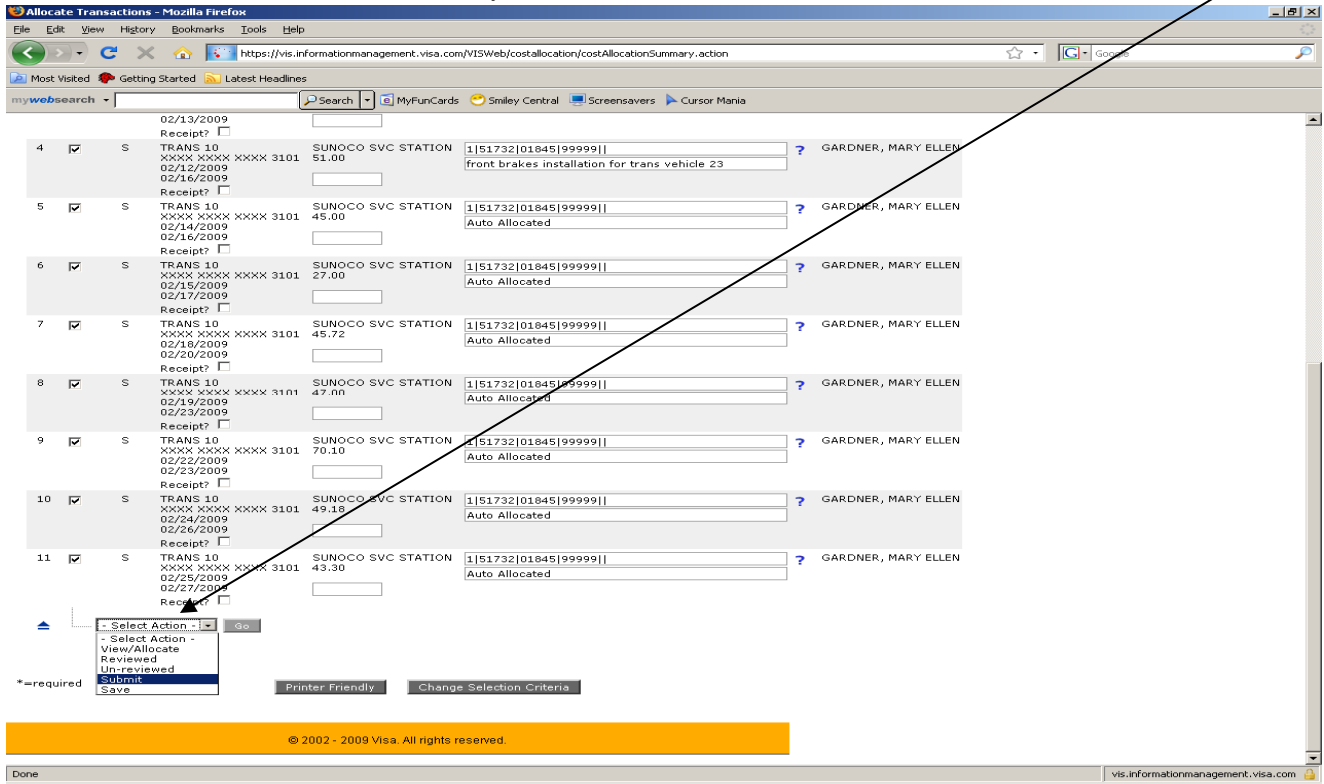 Allocate Transactions - Mozilla Firefox
File Edit View History Bookmarks Tools Help
https://vis.informationmanagement.visa.com/VISWeb/costallocation/costAllocationSummary.action
G Google
Most Visited Getting Started Latest Headlines
mywebsearch Search MyFunCards Smiley Central Screensavers Cursor Mania
02/13/2009
Receipt?
4 S TRANS 10 SUNOCO SVC STATION 1|51732|01845|99999|| ? GARDNER, MARY ELLEN
XXXX XXXX XXXX 3101 51.00 front brakes installation for trans vehicle 23
02/12/2009
02/16/2009
Receipt?
5 S TRANS 10 SUNOCO SVC STATION 1|51732|01845|99999|| ? GARDNER, MARY ELLEN
XXXX XXXX XXXX 3101 45.00 Auto Allocated
02/14/2009
02/16/2009
Receipt?
6 S TRANS 10 SUNOCO SVC STATION 1|51732|01845|99999|| ? GARDNER, MARY ELLEN
XXXX XXXX XXXX 3101 27.00 Auto Allocated
02/15/2009
02/17/2009
Receipt?
7 S TRANS 10 SUNOCO SVC STATION 1|51732|01845|99999|| ? GARDNER, MARY ELLEN
XXXX XXXX XXXX 3101 45.72 Auto Allocated
02/18/2009
02/20/2009
Receipt?
8 S TRANS 10 SUNOCO SVC STATION 1|51732|01845|99999|| ? GARDNER, MARY ELLEN
XXXX XXXX XXXX 3101 47.00 Auto Allocated
02/19/2009
02/23/2009
Receipt?
9 S TRANS 10 SUNOCO SVC STATION 1|51732|01845|99999|| ? GARDNER, MARY ELLEN
XXXX XXXX XXXX 3101 70.10 Auto Allocated
02/22/2009
02/23/2009
Receipt?
10 S TRANS 10 SUNOCO SVC STATION 1|51732|01845|99999|| ? GARDNER, MARY ELLEN
XXXX XXXX XXXX 3101 49.18 Auto Allocated
02/24/2009
02/26/2009
Receipt?
11 S TRANS 10 SUNOCO SVC STATION 1|51732|01845|99999|| ? GARDNER, MARY ELLEN
XXXX XXXX XXXX 3101 43.30 Auto Allocated
02/25/2009
02/27/2009
Receipt?
- Select Action - Go
- Select Action -
View/Allocate
Reviewed
Un-reviewed
Submit
Save
*=required
Printer Friendly Change Selection Criteria
© 2002 - 2009 Visa. All rights reserved.
Done vis.informationmanagement.visa.com